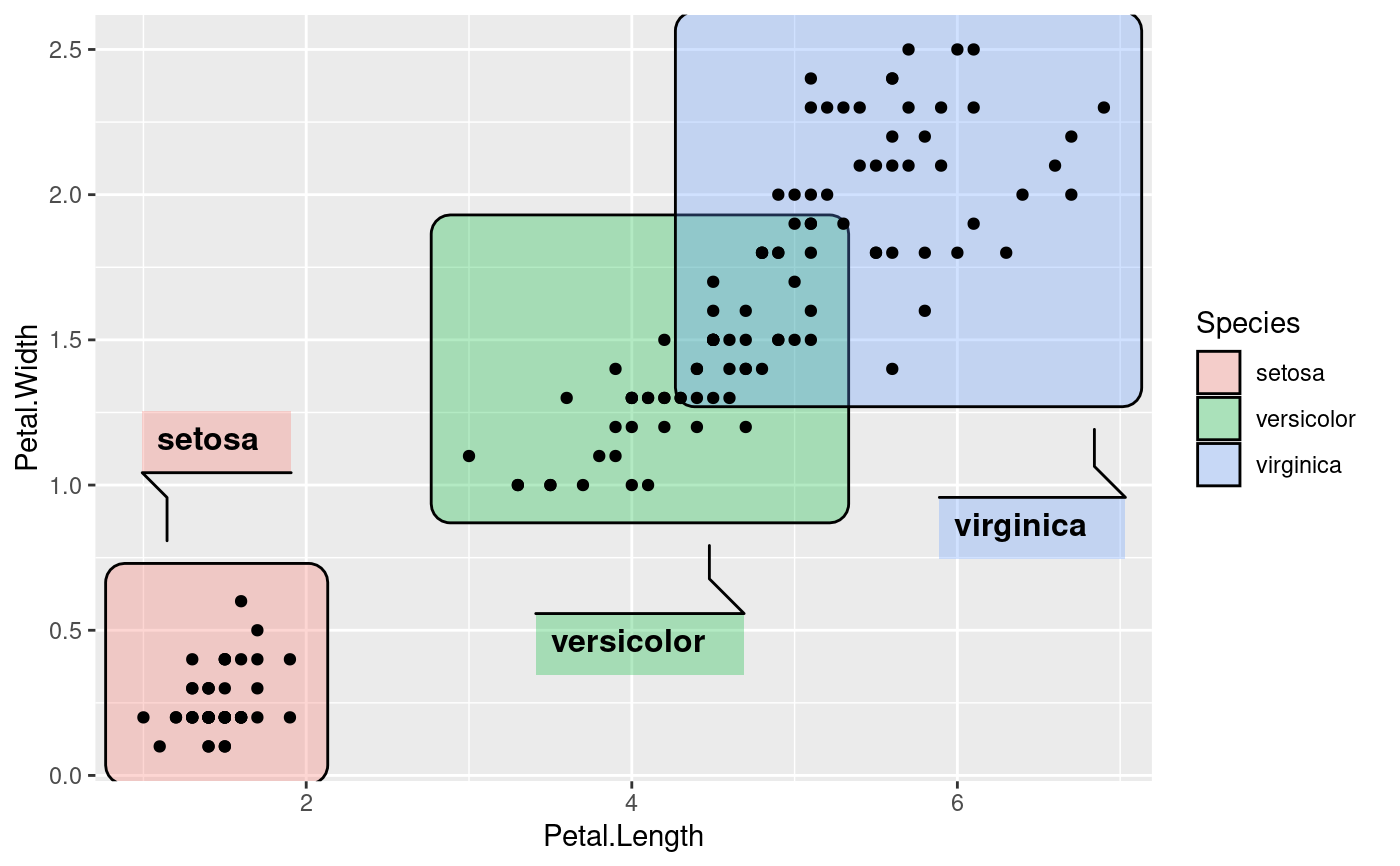 2.5
2.0
1.5
1.0
0.5
0.0
Petal.Width
setosa
versicolor
virginica
2
4
6
Petal.Length
Species
setosa
versicolor
virginica